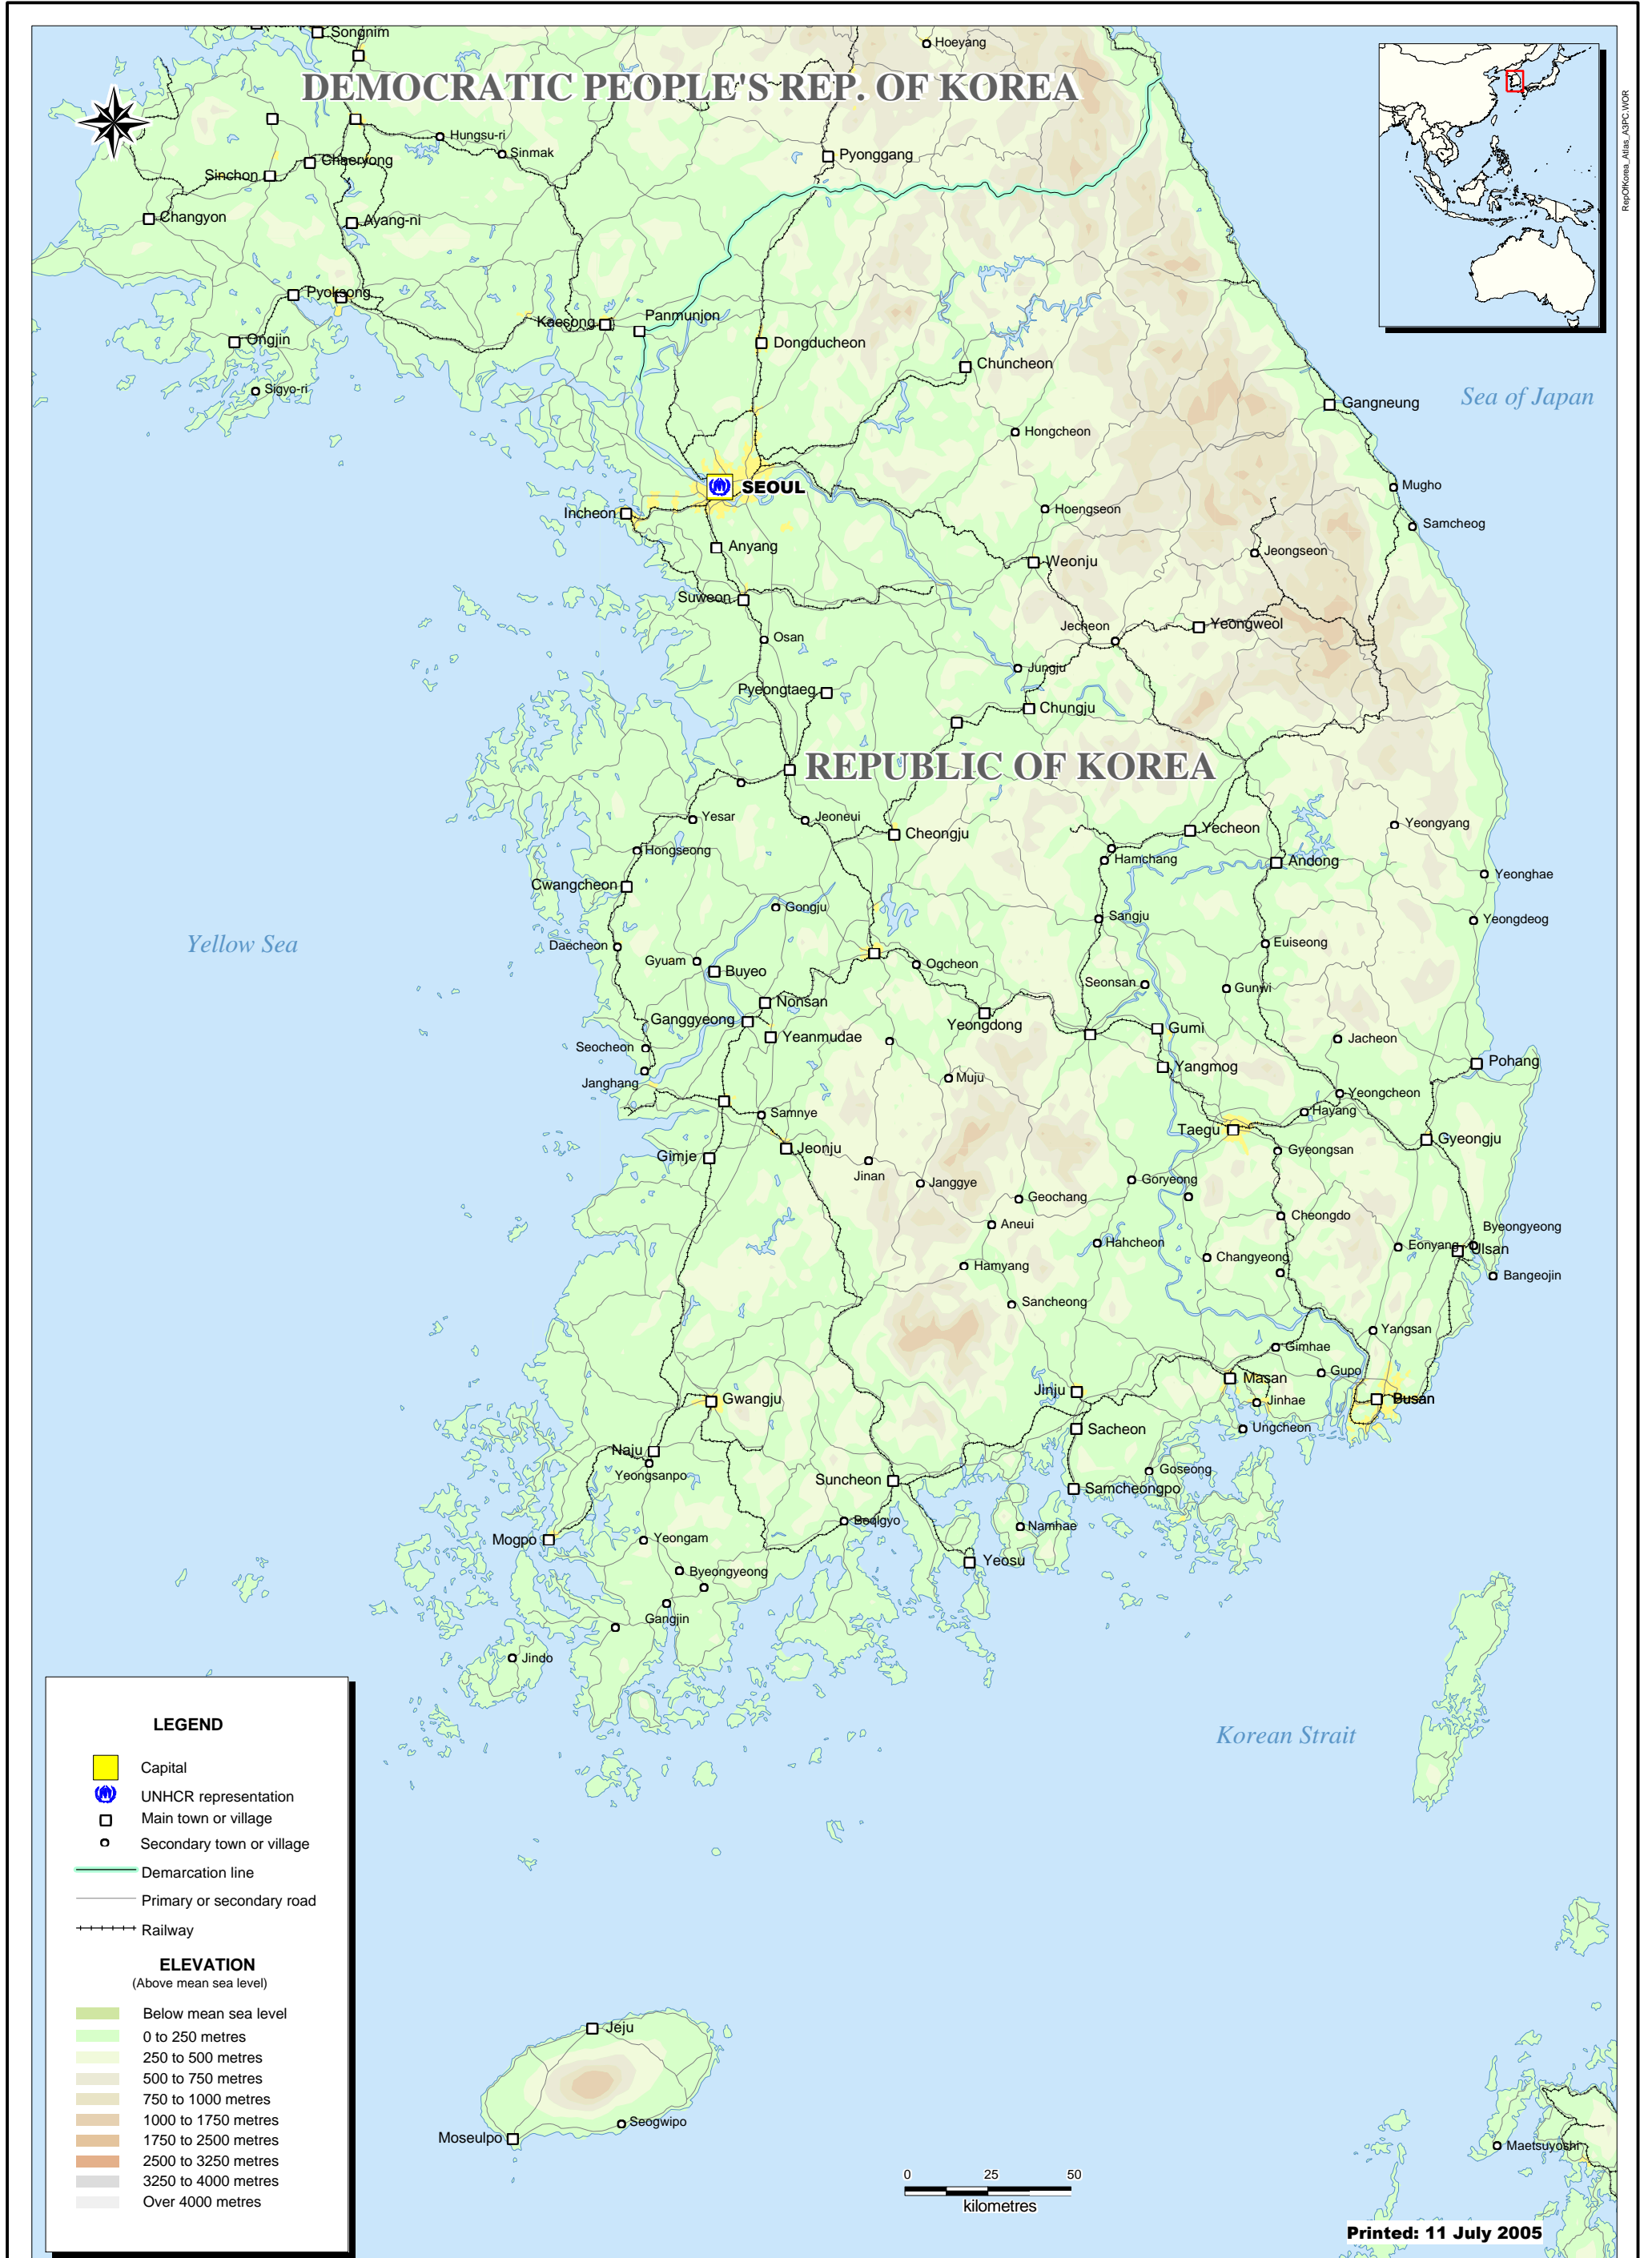 Songnim
Hoeyang
DEMOCRATIC PEOPLE'S REP. OF KOREA
RepOfKorea_Atlas_A3PC.WOR
Hungsu-ri
Sinmak
Chaeryong
Pyonggang
Sinchon
Changyon
Ayang-ni
Pyoksong
Kaesong
Panmunjon
Ongjin
Dongducheon
Sigyo-ri
Chuncheon
Sea of Japan
Gangneung
Hongcheon
SEOUL
Mugho
Incheon
Hoengseon
Samcheog
Anyang
Jeongseon
Weonju
Suweon
Osan
Jecheon
Yeongweol
Jungju
Pyeongtaeg
Chungju
REPUBLIC OF KOREA
Yesar
Jeoneui
Cheongju
Yecheon
Yeongyang
Hongseong
Hamchang
Andong
Cwangcheon
Yeonghae
Gongju
Sangju
Yeongdeog
Yellow Sea
Daecheon
Euiseong
Gyuam
Buyeo
Ogcheon
Seonsan
Gunwi
Nonsan
Ganggyeong
Yeongdong
Gumi
Yeanmudae
Jacheon
Seocheon
Pohang
Yangmog
Janghang
Muju
Yeongcheon
Samnye
Hayang
Taegu
Gyeongju
Jeonju
Gimje
Gyeongsan
Jinan
Janggye
Goryeong
Geochang
Cheongdo
Aneui
Byeongyeong
Hahcheon
Eonyang
Ulsan
Changyeong
Hamyang
Bangeojin
Sancheong
Yangsan
Gimhae
Gupo
Masan
Jinju
Gwangju
Busan
Jinhae
Sacheon
Ungcheon
Naju
Yeongsanpo
Goseong
Suncheon
Samcheongpo
Beolgyo
Namhae
Mogpo
Yeongam
Yeosu
Byeongyeong
Gangjin
Jindo
Korean Strait
LEGEND
Capital
UNHCR representation
Main town or village
Secondary town or village
Demarcation line
Primary or secondary road
Railway
ELEVATION
(Above mean sea level)
Below mean sea level
0 to 250 metres
250 to 500 metres
500 to 750 metres
750 to 1000 metres
1000 to 1750 metres
1750 to 2500 metres
2500 to 3250 metres
3250 to 4000 metres
Over 4000 metres
Jeju
Seogwipo
Moseulpo
Maetsuyoshi
0 25 50
kilometres
Printed: 11 July 2005